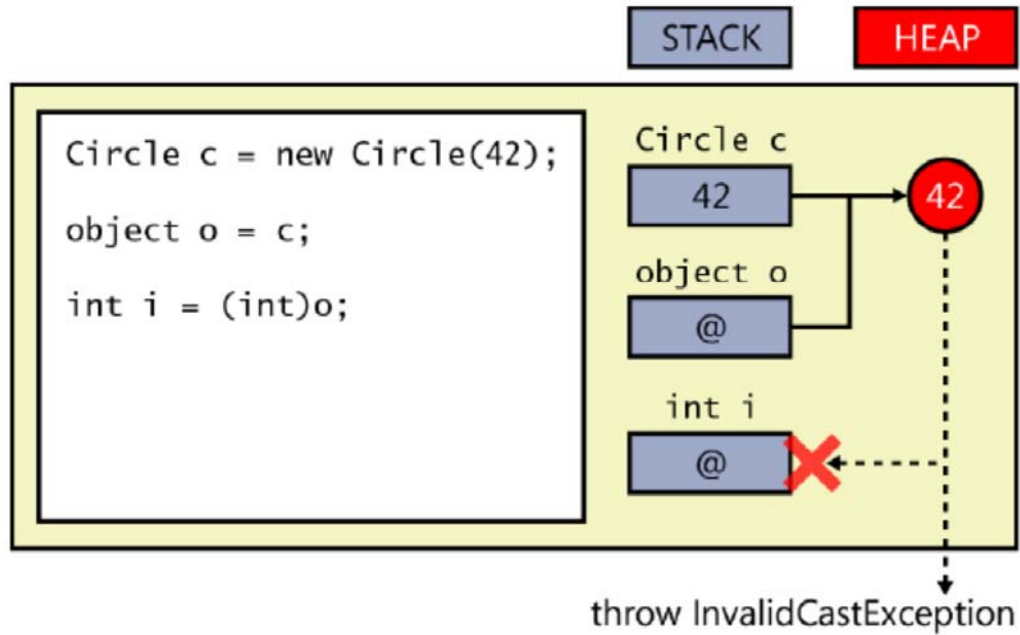 STACK HEAP
Circle c = new Circle(42);
object o = c;
int i = (int)o;
Circle c
42
42
object o
@
int i
@
throw InvalidCastException